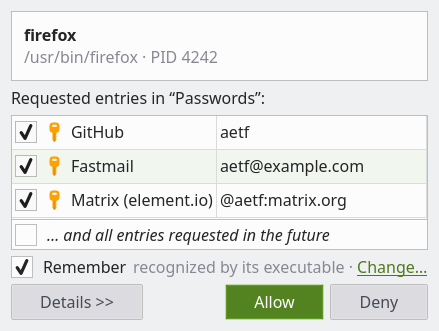 firefox
/usr/bin/firefox · PID 4242
Requested entries in “Passwords”:
GitHub aetf
Fastmail aetf@example.com
Matrix (element.io) @aetf:matrix.org
... and all entries requested in the future
Remember recognized by its executable · Change...
Details >> Allow Deny